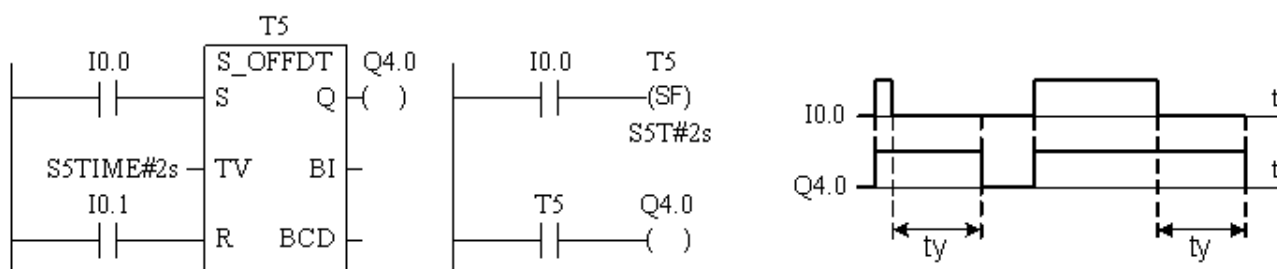 T5
I0.0
S_OFFDT
Q4.0
S
Q
( )
S5TIME#2s
TV
BI
I0.1
R
BCD
I0.0
T5
(SF)
S5T#2s
T5
Q4.0
( )
I0.0
t
Q4.0
t
ty
ty